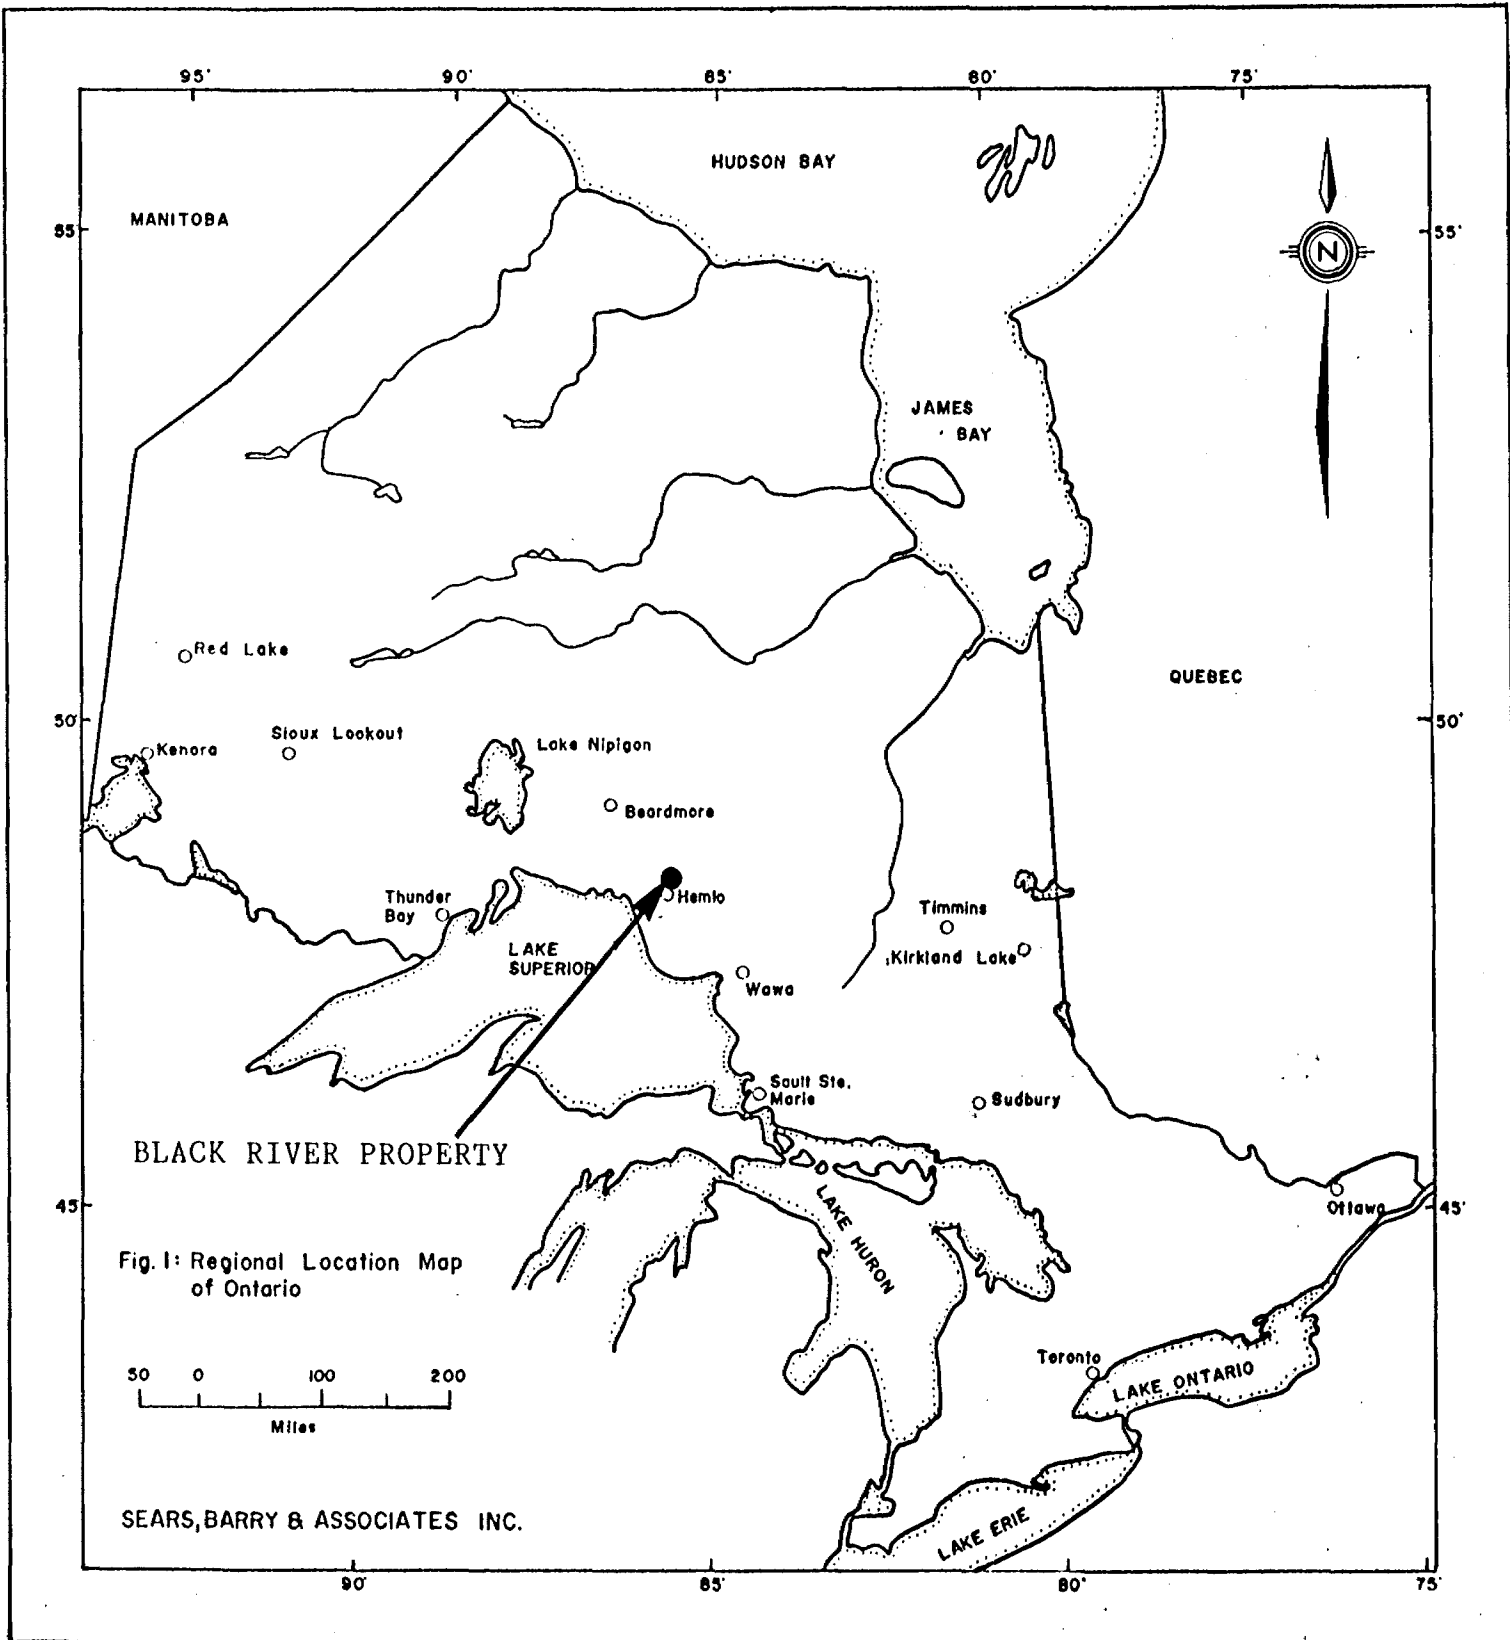 95° 90° 85° 80° 75°
HUDSON BAY
MANITOBA
55° 55°
N
JAMES
BAY
Red Lake
QUEBEC
50° 50°
Sioux Lookout
Kenora
Lake Nipigon
Beardmore
Hemlo
Thunder
Bay
Timmins
LAKE
SUPERIOR
Kirkland Lake
Wawa
Sault Ste.
Marie
Sudbury
BLACK RIVER PROPERTY
45° 45°
Ottawa
LAKE HURON
Fig. 1: Regional Location Map
of Ontario
Toronto
LAKE ONTARIO
50 0 100 200
Miles
SEARS, BARRY & ASSOCIATES INC.
LAKE ERIE
90° 85° 80° 75°